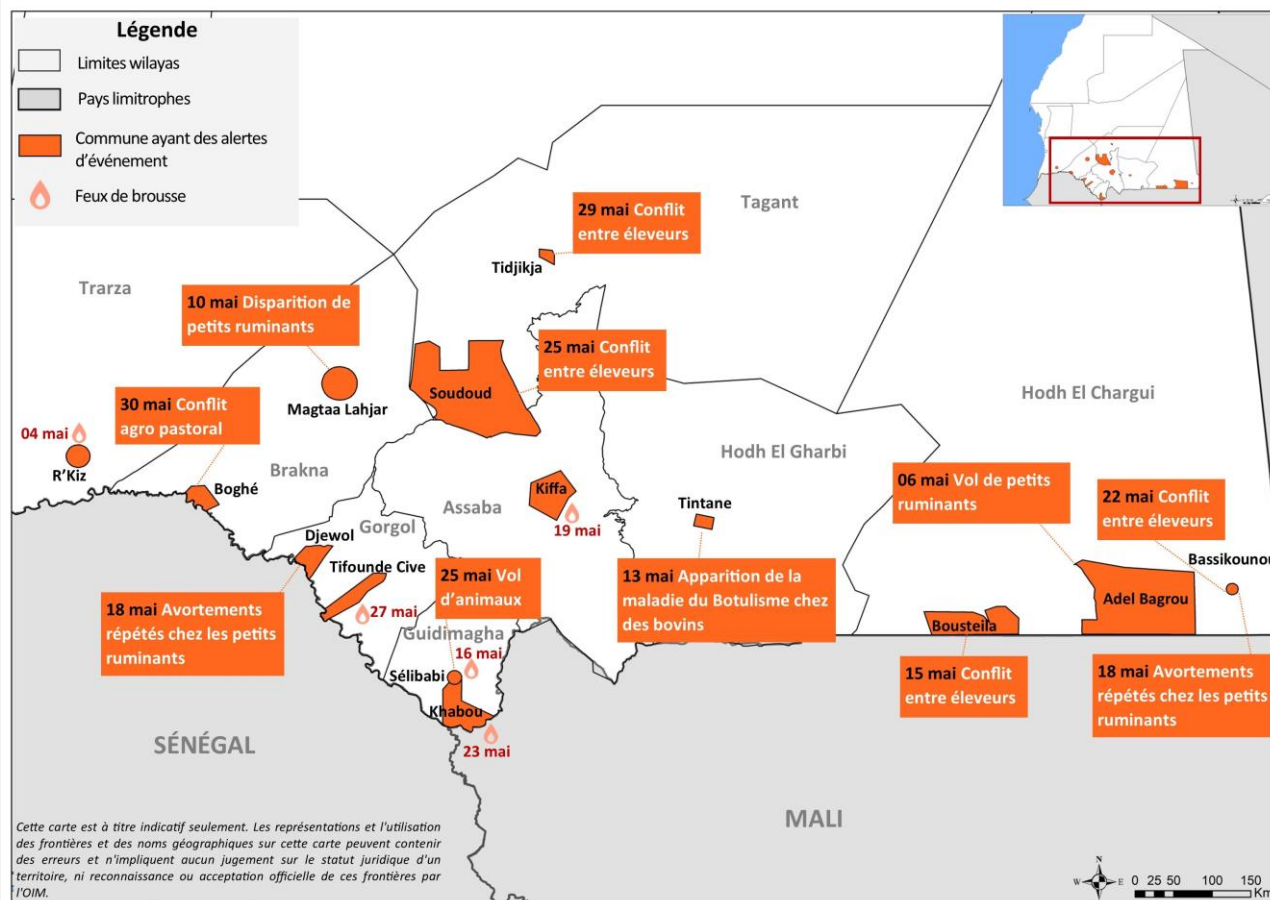 Légende
Limites wilayas
Pays limitrophes
Commune ayant des alertes
d'événement
Feux de brousse
29 mai Conflit
entre éleveurs
Tagant
Tidjikja
Trarza
10 mai Disparition de
petits ruminants
25 mai Conflit
entre éleveurs
Soudoud
Magtaa Lahjar
Hodh El Chargui
30 mai Conflit
agro pastoral
04 mai
R'Kiz
Brakna
Boghé
Hodh El Gharbi
Kiffa
Assaba
19 mai
Tintane
06 mai Vol de petits
ruminants
22 mai Conflit
entre éleveurs
Bassikounou
Gorgol
Djewol
Tifounde Cive
25 mai Vol
d'animaux
13 mai Apparition de la
maladie du Botulisme chez
des bovins
Adel Bagrou
Bousteila
18 mai Avortements
répétés chez les petits
ruminants
27 mai
Guidimagha
16 mai
Sélibabi
Khabou
23 mai
15 mai Conflit
entre éleveurs
18 mai Avortements
répétés chez les petits
ruminants
SÉNÉGAL
MALI
Cette carte est à titre indicatif seulement. Les représentations et l'utilisation
des frontières et des noms géographiques sur cette carte peuvent contenir
des erreurs et n'impliquent aucun jugement sur le statut juridique d'un
territoire, ni reconnaissance ou acceptation officielle de ces frontières par
l'OIM.
N
W E
S
0 25 50 100 150
Km